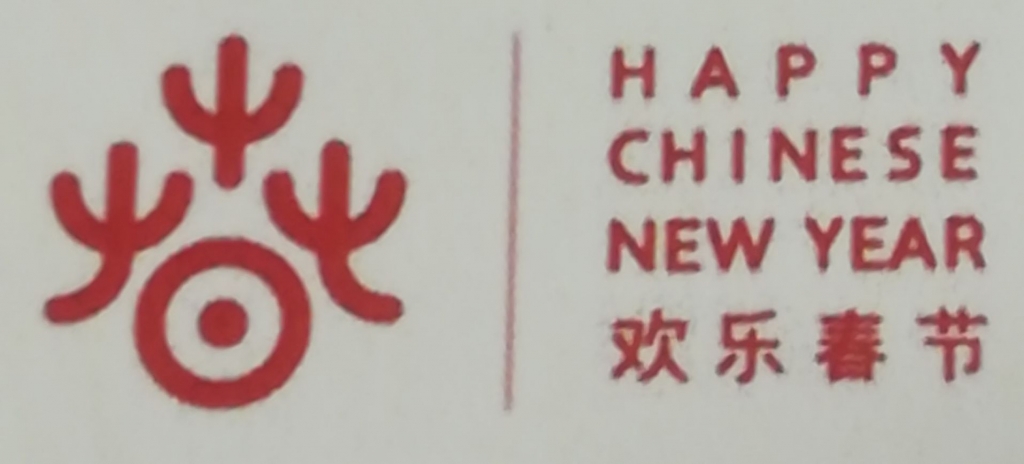 HAPPY
CHINESE
NEW YEAR
欢乐春节